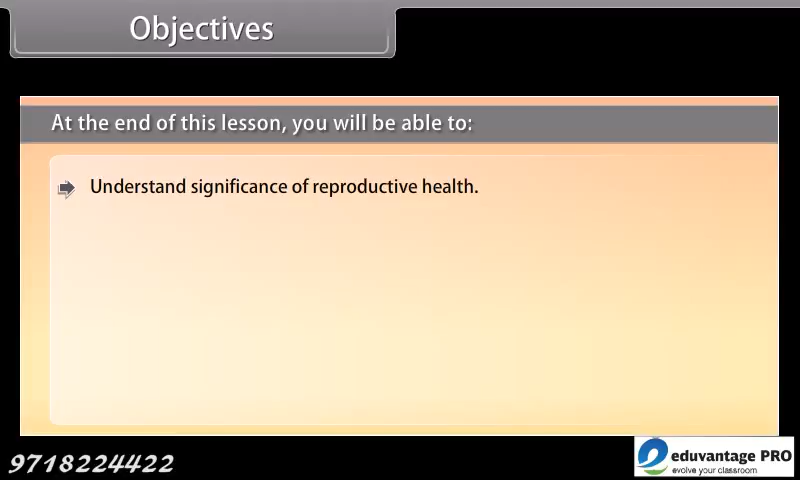 Objectives
At the end of this lesson, you will be able to:
Understand significance of reproductive health.
9718224422
eduvantage PRO
evolve your classroom